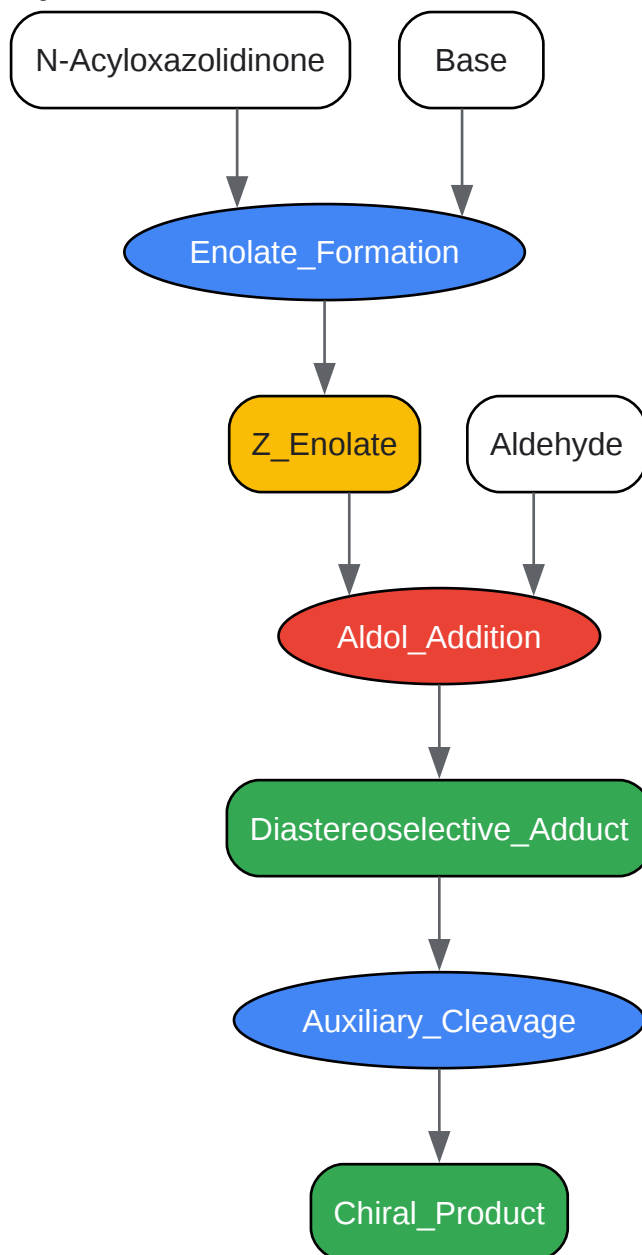 N-Acyloxazolidinone
Base
Enolate_Formation
Z_Enolate
Aldehyde
Aldol_Addition
Diastereoselective_Adduct
Auxiliary_Cleavage
Chiral_Product